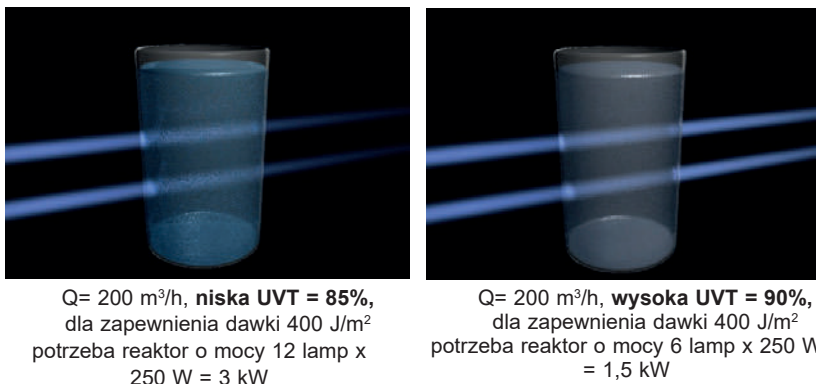 Q= 200 m³/h, niska UVT = 85%,
dla zapewnienia dawki 400 J/m²
potrzeba reaktor o mocy 12 lamp x
250 W = 3 kW
Q= 200 m³/h, wysoka UVT = 90%,
dla zapewnienia dawki 400 J/m²
potrzeba reaktor o mocy 6 lamp x 250 W
= 1,5 kW